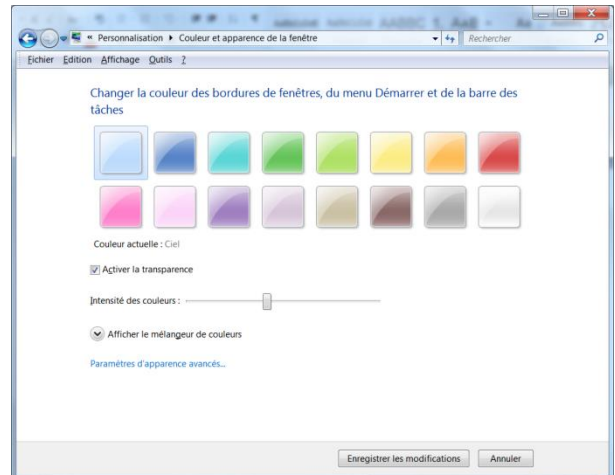 « Personnalisation ▸ Couleur et apparence de la fenêtre
Rechercher
Fichier Edition Affichage Outils ?
Changer la couleur des bordures de fenêtres, du menu Démarrer et de la barre des
tâches
Couleur actuelle : Ciel
Activer la transparence
Intensité des couleurs :
Afficher le mélangeur de couleurs
Paramètres d'apparence avancés...
Enregistrer les modifications Annuler